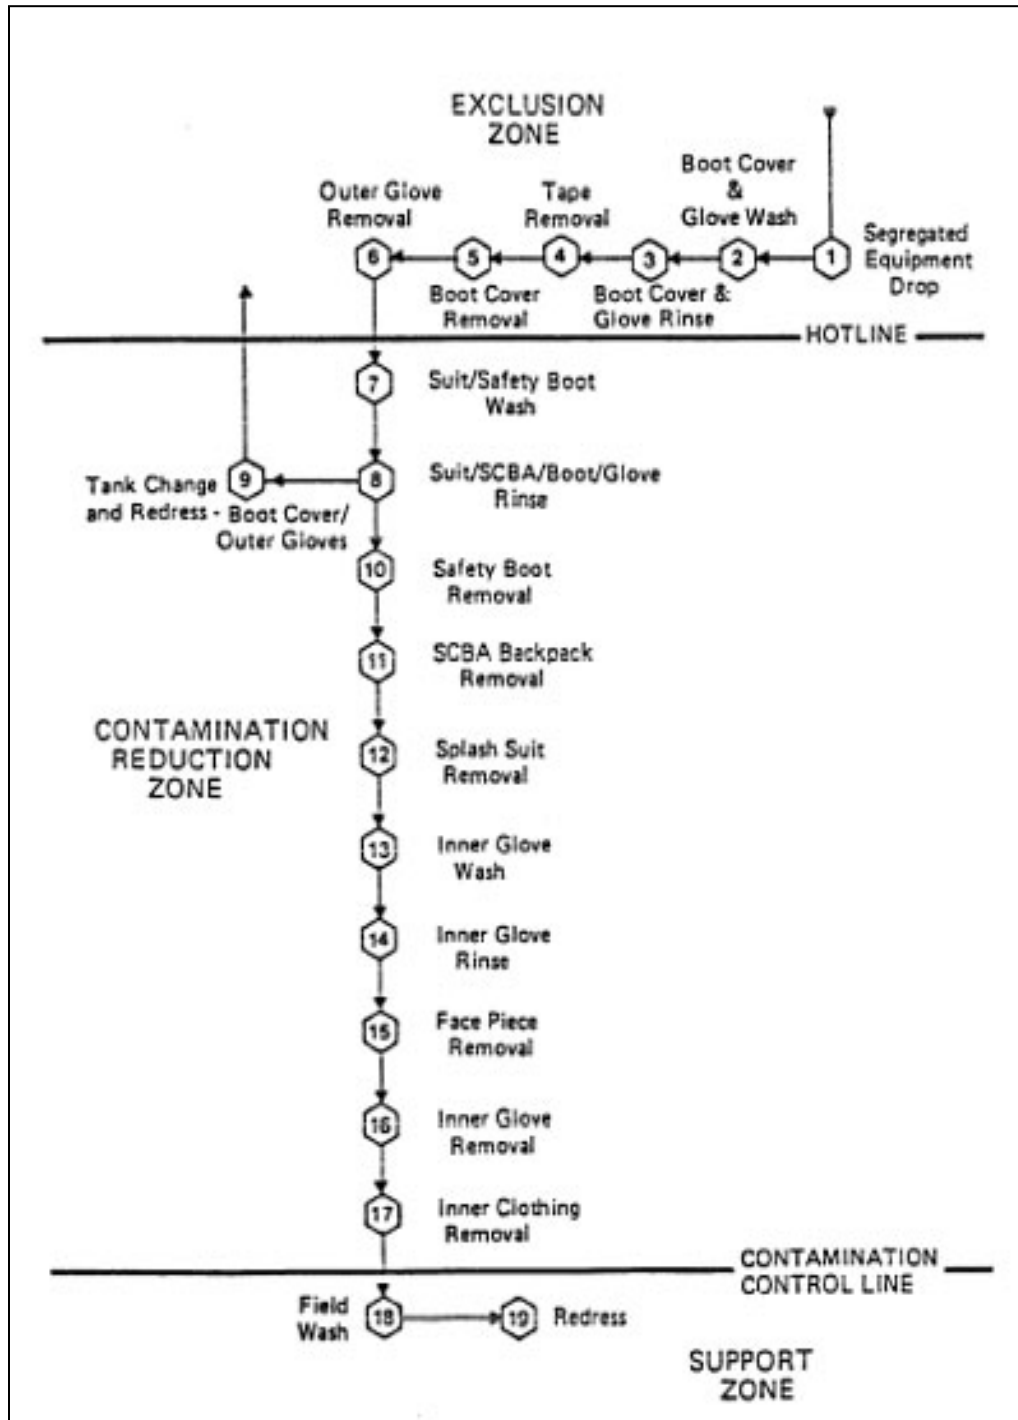 EXCLUSION
ZONE
Boot Cover
&
Glove Wash
Outer Glove
Removal
Tape
Removal
Segregated
Equipment
Drop
6
5
4
3
2
1
Boot Cover
Removal
Boot Cover &
Glove Rinse
HOTLINE
7
Suit/Safety Boot
Wash
9
8
Suit/SCBA/Boot/Glove
Rinse
Tank Change
and Redress - Boot Cover/
Outer Gloves
10
Safety Boot
Removal
11
SCBA Backpack
Removal
CONTAMINATION
REDUCTION
ZONE
12
Splash Suit
Removal
13
Inner Glove
Wash
14
Inner Glove
Rinse
15
Face Piece
Removal
16
Inner Glove
Removal
17
Inner Clothing
Removal
CONTAMINATION
CONTROL LINE
Field
Wash
18
19
Redress
SUPPORT
ZONE